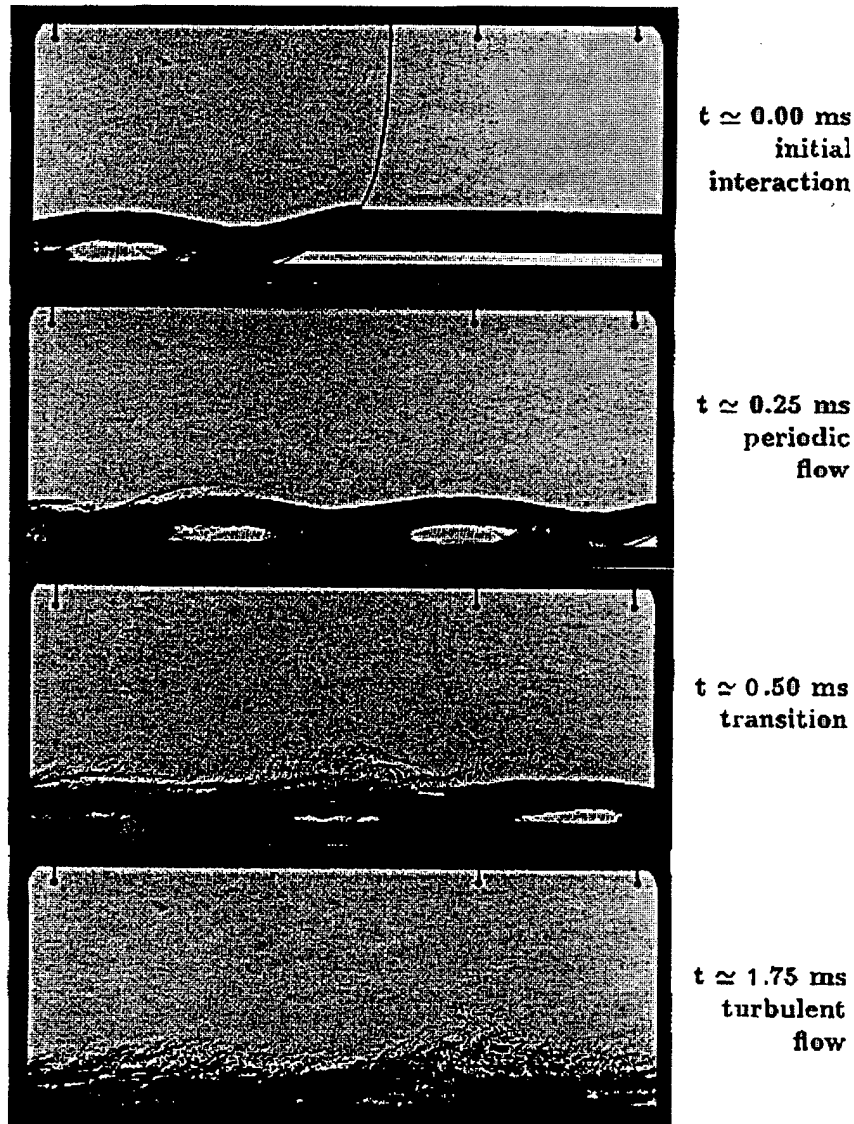 t ≃ 0.00 ms
initial
interaction
t ≃ 0.25 ms
periodic
flow
t ≃ 0.50 ms
transition
t ≃ 1.75 ms
turbulent
flow